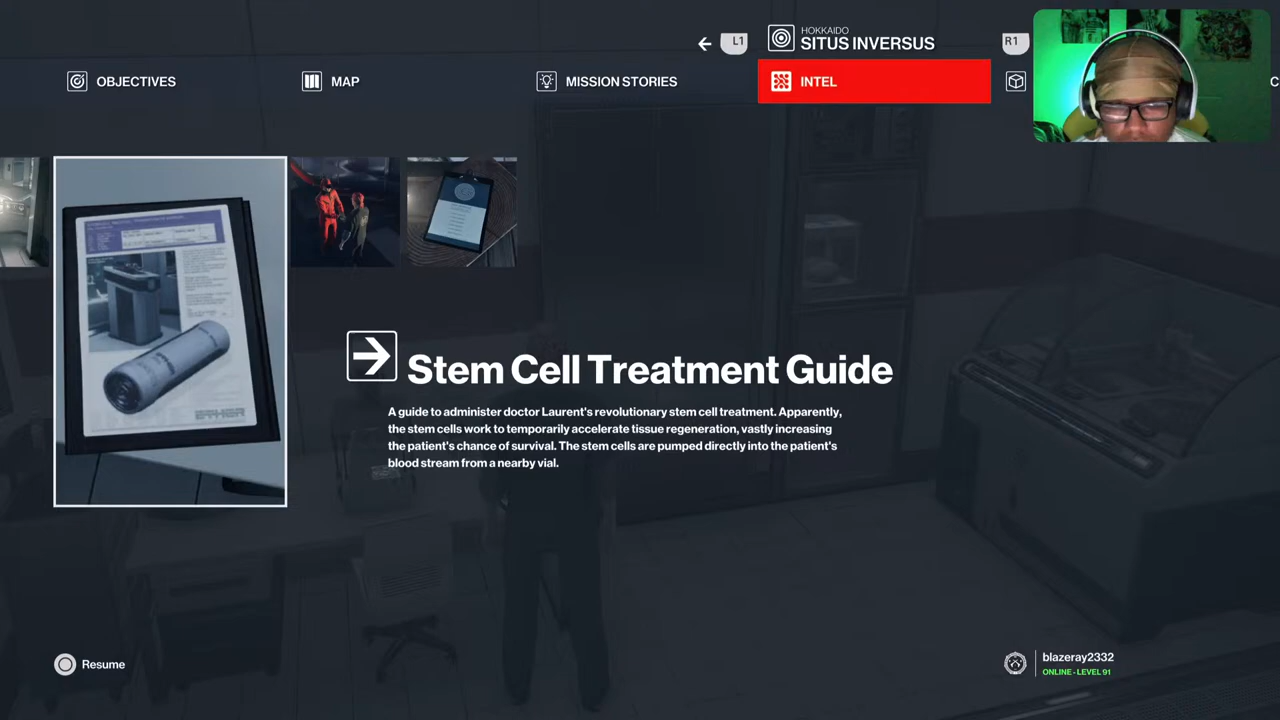 L1
HOKKAIDO
SITUS INVERSUS
R1
OBJECTIVES
MAP
MISSION STORIES
INTEL
C
Stem Cell Treatment Guide
A guide to administer doctor Laurent's revolutionary stem cell treatment. Apparently,
the stem cells work to temporarily accelerate tissue regeneration, vastly increasing
the patient's chance of survival. The stem cells are pumped directly into the patient's
blood stream from a nearby vial.
Resume
blazeray2332
ONLINE - LEVEL 91